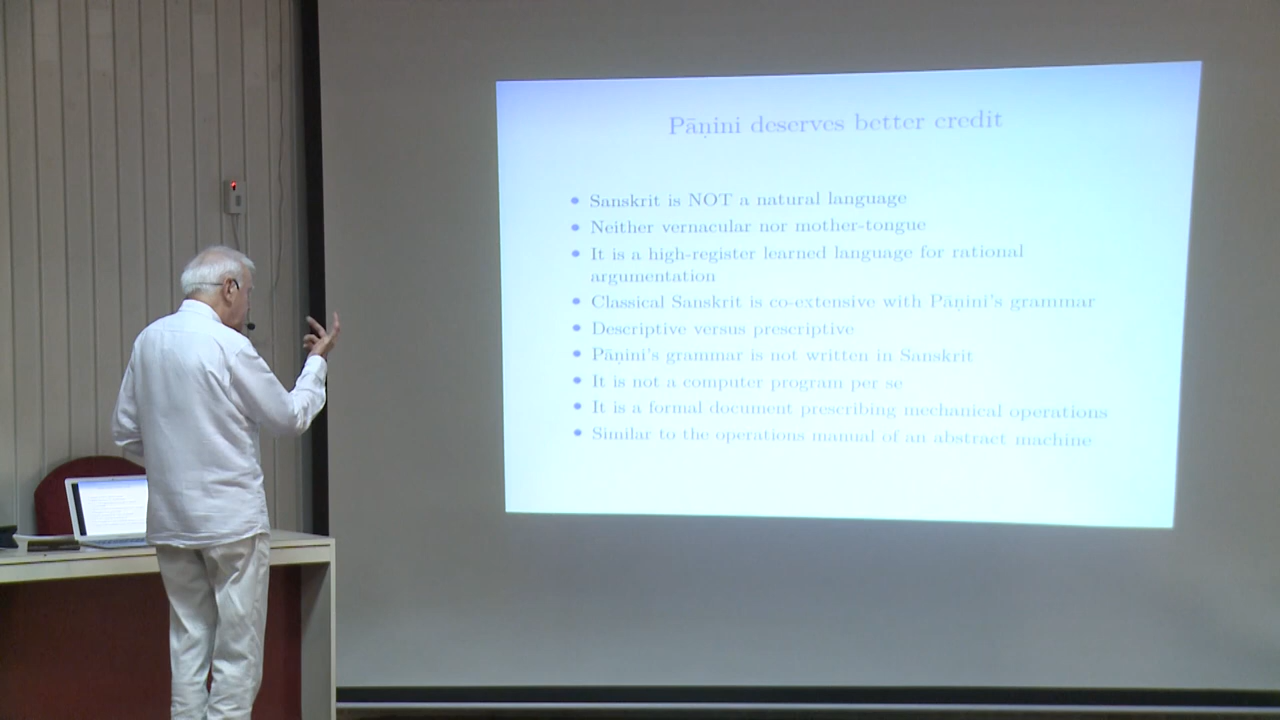 Pāṇini deserves better credit
• Sanskrit is NOT a natural language
• Neither vernacular nor mother-tongue
• It is a high-register learned language for rational
argumentation
• Classical Sanskrit is co-extensive with Pāṇini's grammar
• Descriptive versus prescriptive
• Pāṇini's grammar is not written in Sanskrit
• It is not a computer program per se
• It is a formal document prescribing mechanical operations
• Similar to the operations manual of an abstract machine